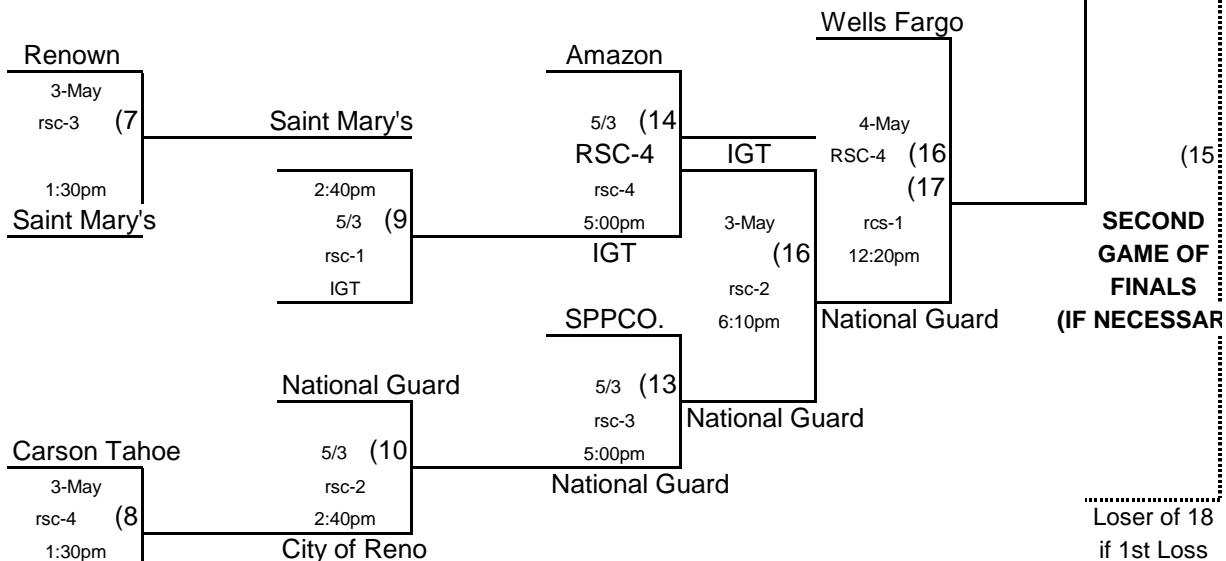 Wells Fargo
Renown
Amazon
3-May
rsc-3 (7
Saint Mary's
5/3 (14
4-May
RSC-4
IGT
RSC-4 (16
(15
1:30pm
2:40pm
rsc-4
(17
Saint Mary's
5/3 (9
5:00pm
3-May
rcs-1
SECOND
rsc-1
IGT
(16
12:20pm
GAME OF
IGT
rsc-2
FINALS
SPPCO.
6:10pm
National Guard
(IF NECESSAR
National Guard
5/3 (13
rsc-3
National Guard
Carson Tahoe
5/3 (10
5:00pm
3-May
rsc-2
National Guard
rsc-4 (8
2:40pm
Loser of 18
1:30pm
City of Reno
if 1st Loss